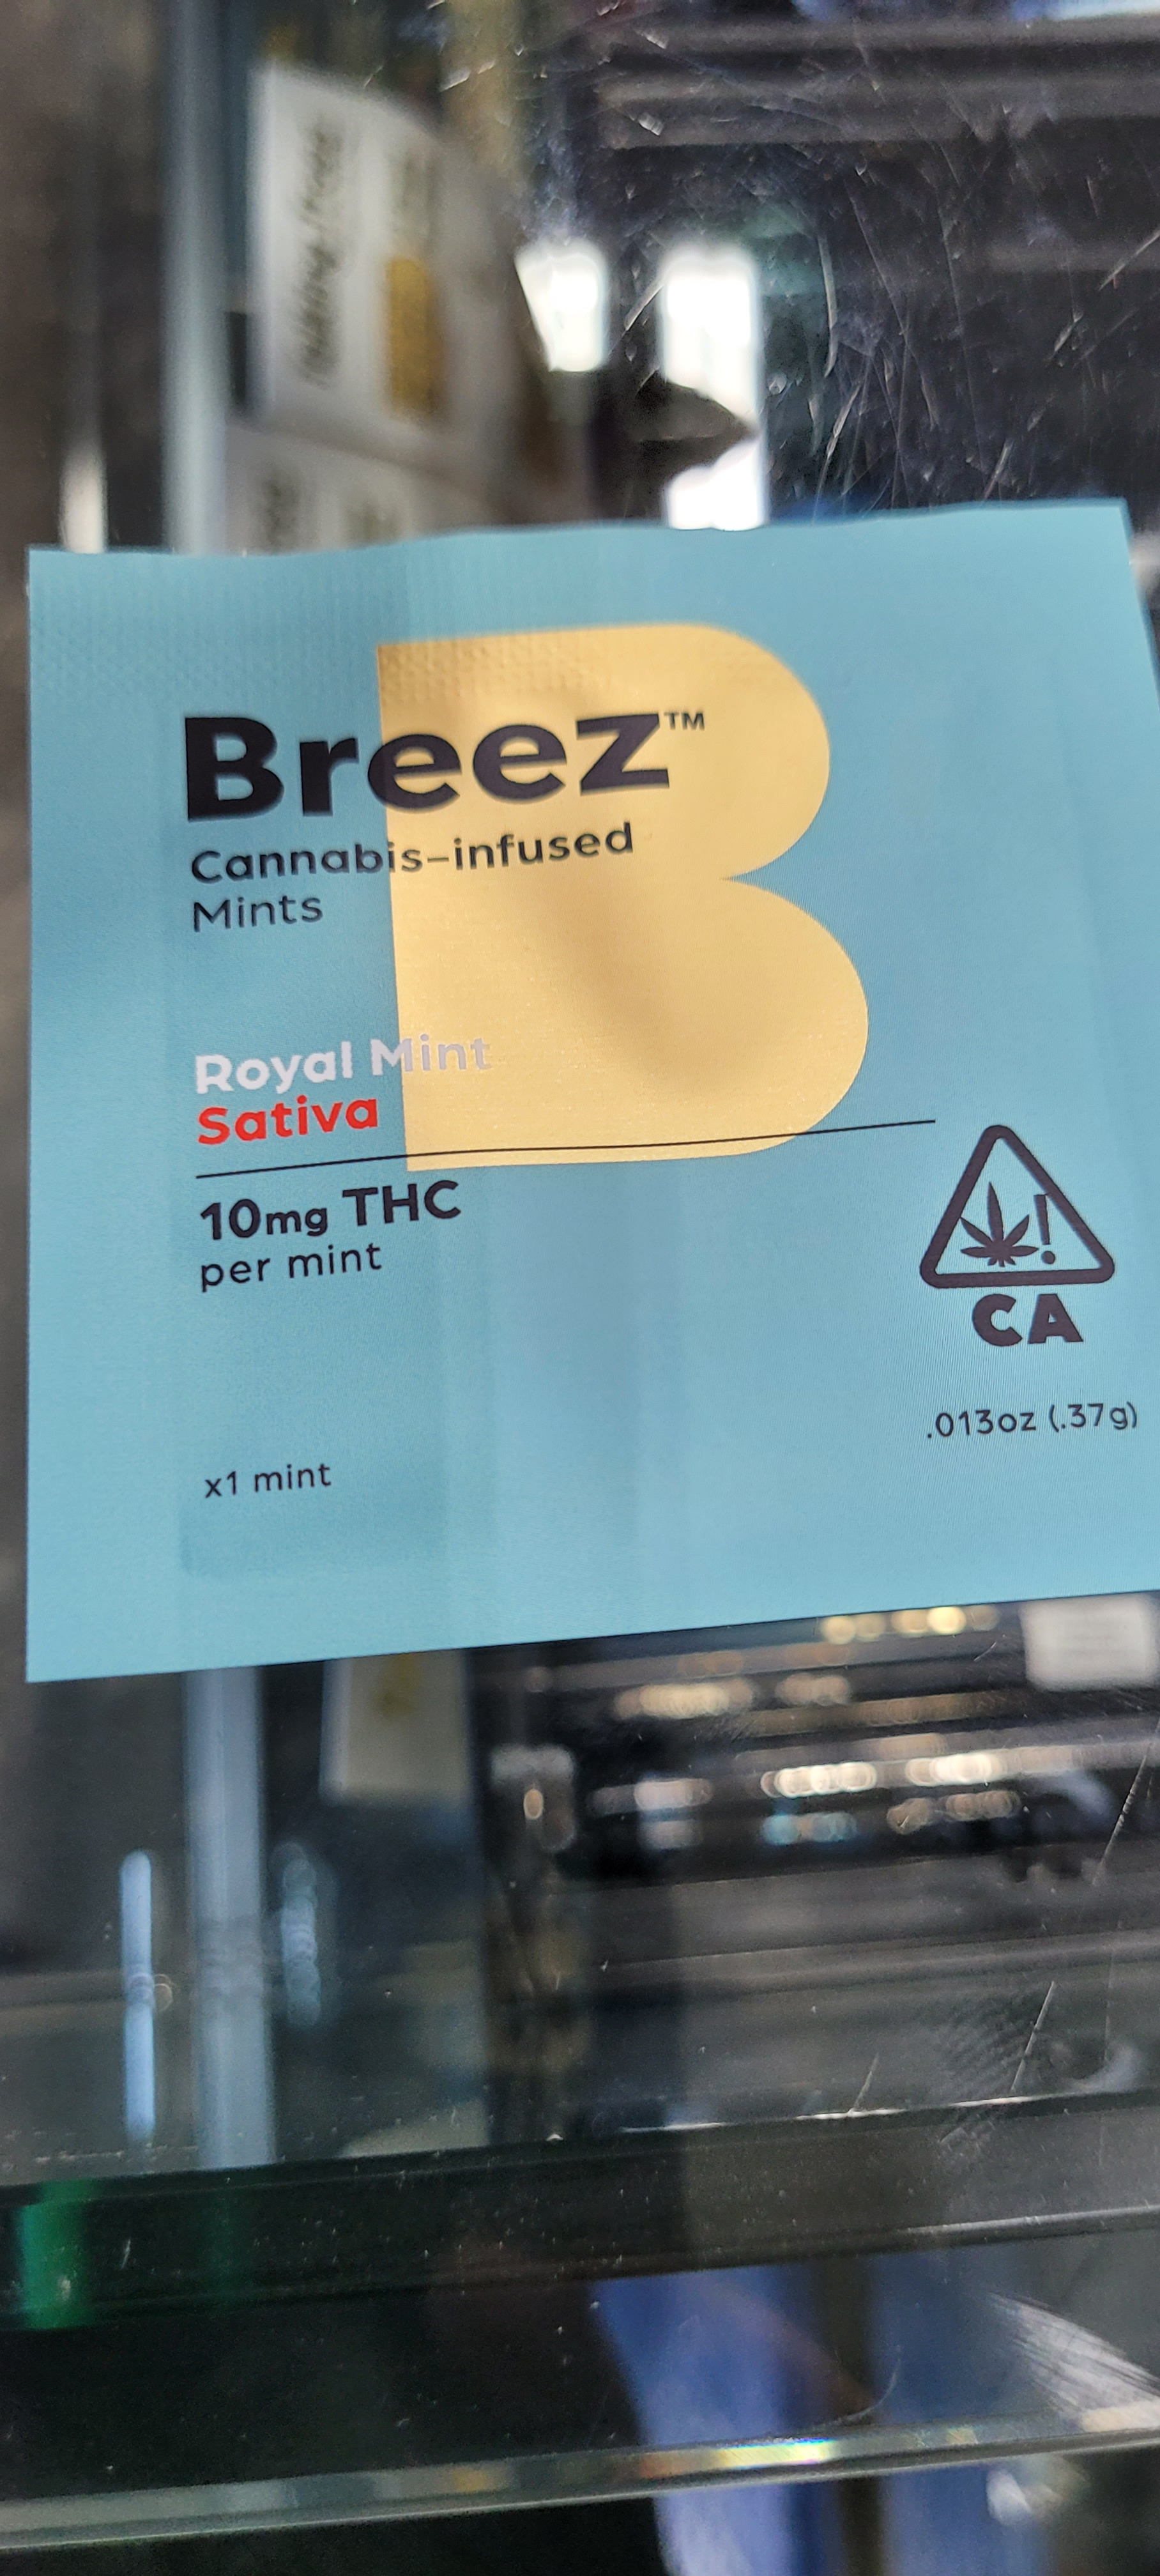 Breez™
Cannabis-infused
Mints
Royal Mint
Sativa
10mg THC
per mint
!
CA
.013oz (.37g)
x1 mint